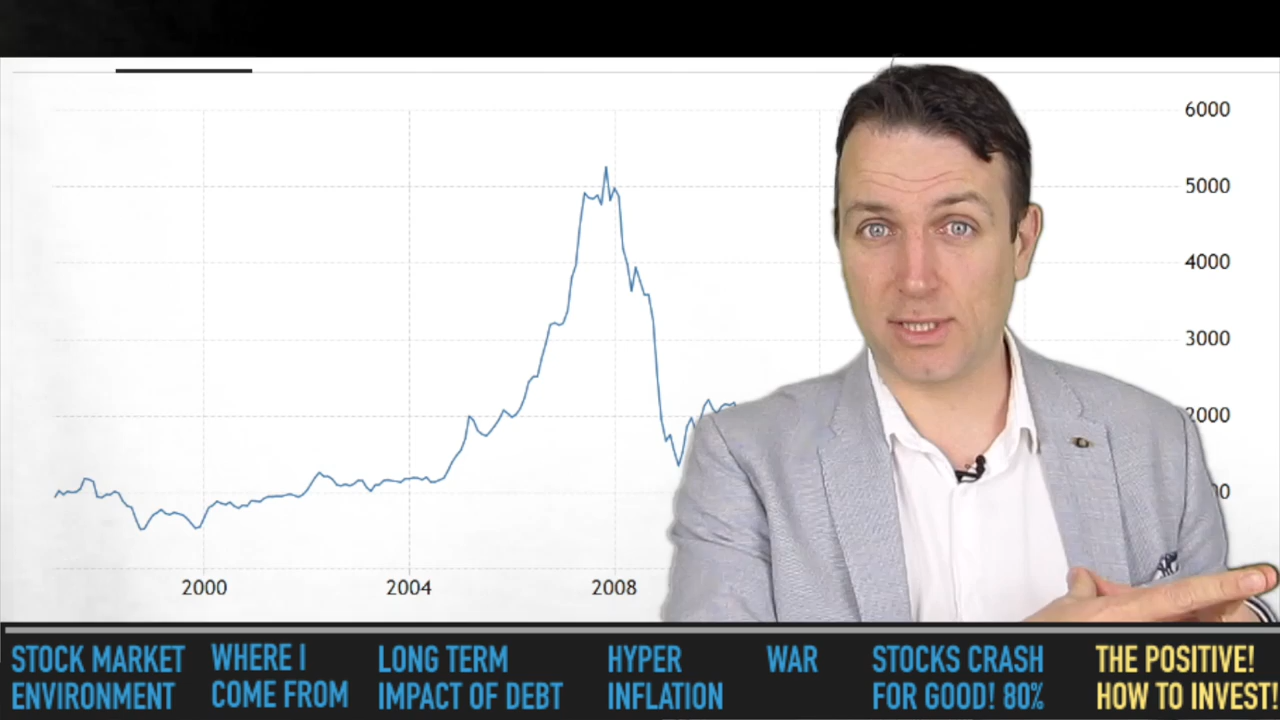 6000
5000
4000
3000
2000
2000
2004
2008
STOCK MARKET
ENVIRONMENT
WHERE I
COME FROM
LONG TERM
IMPACT OF DEBT
HYPER
INFLATION
WAR
STOCKS CRASH
FOR GOOD! 80%
THE POSITIVE!
HOW TO INVEST!